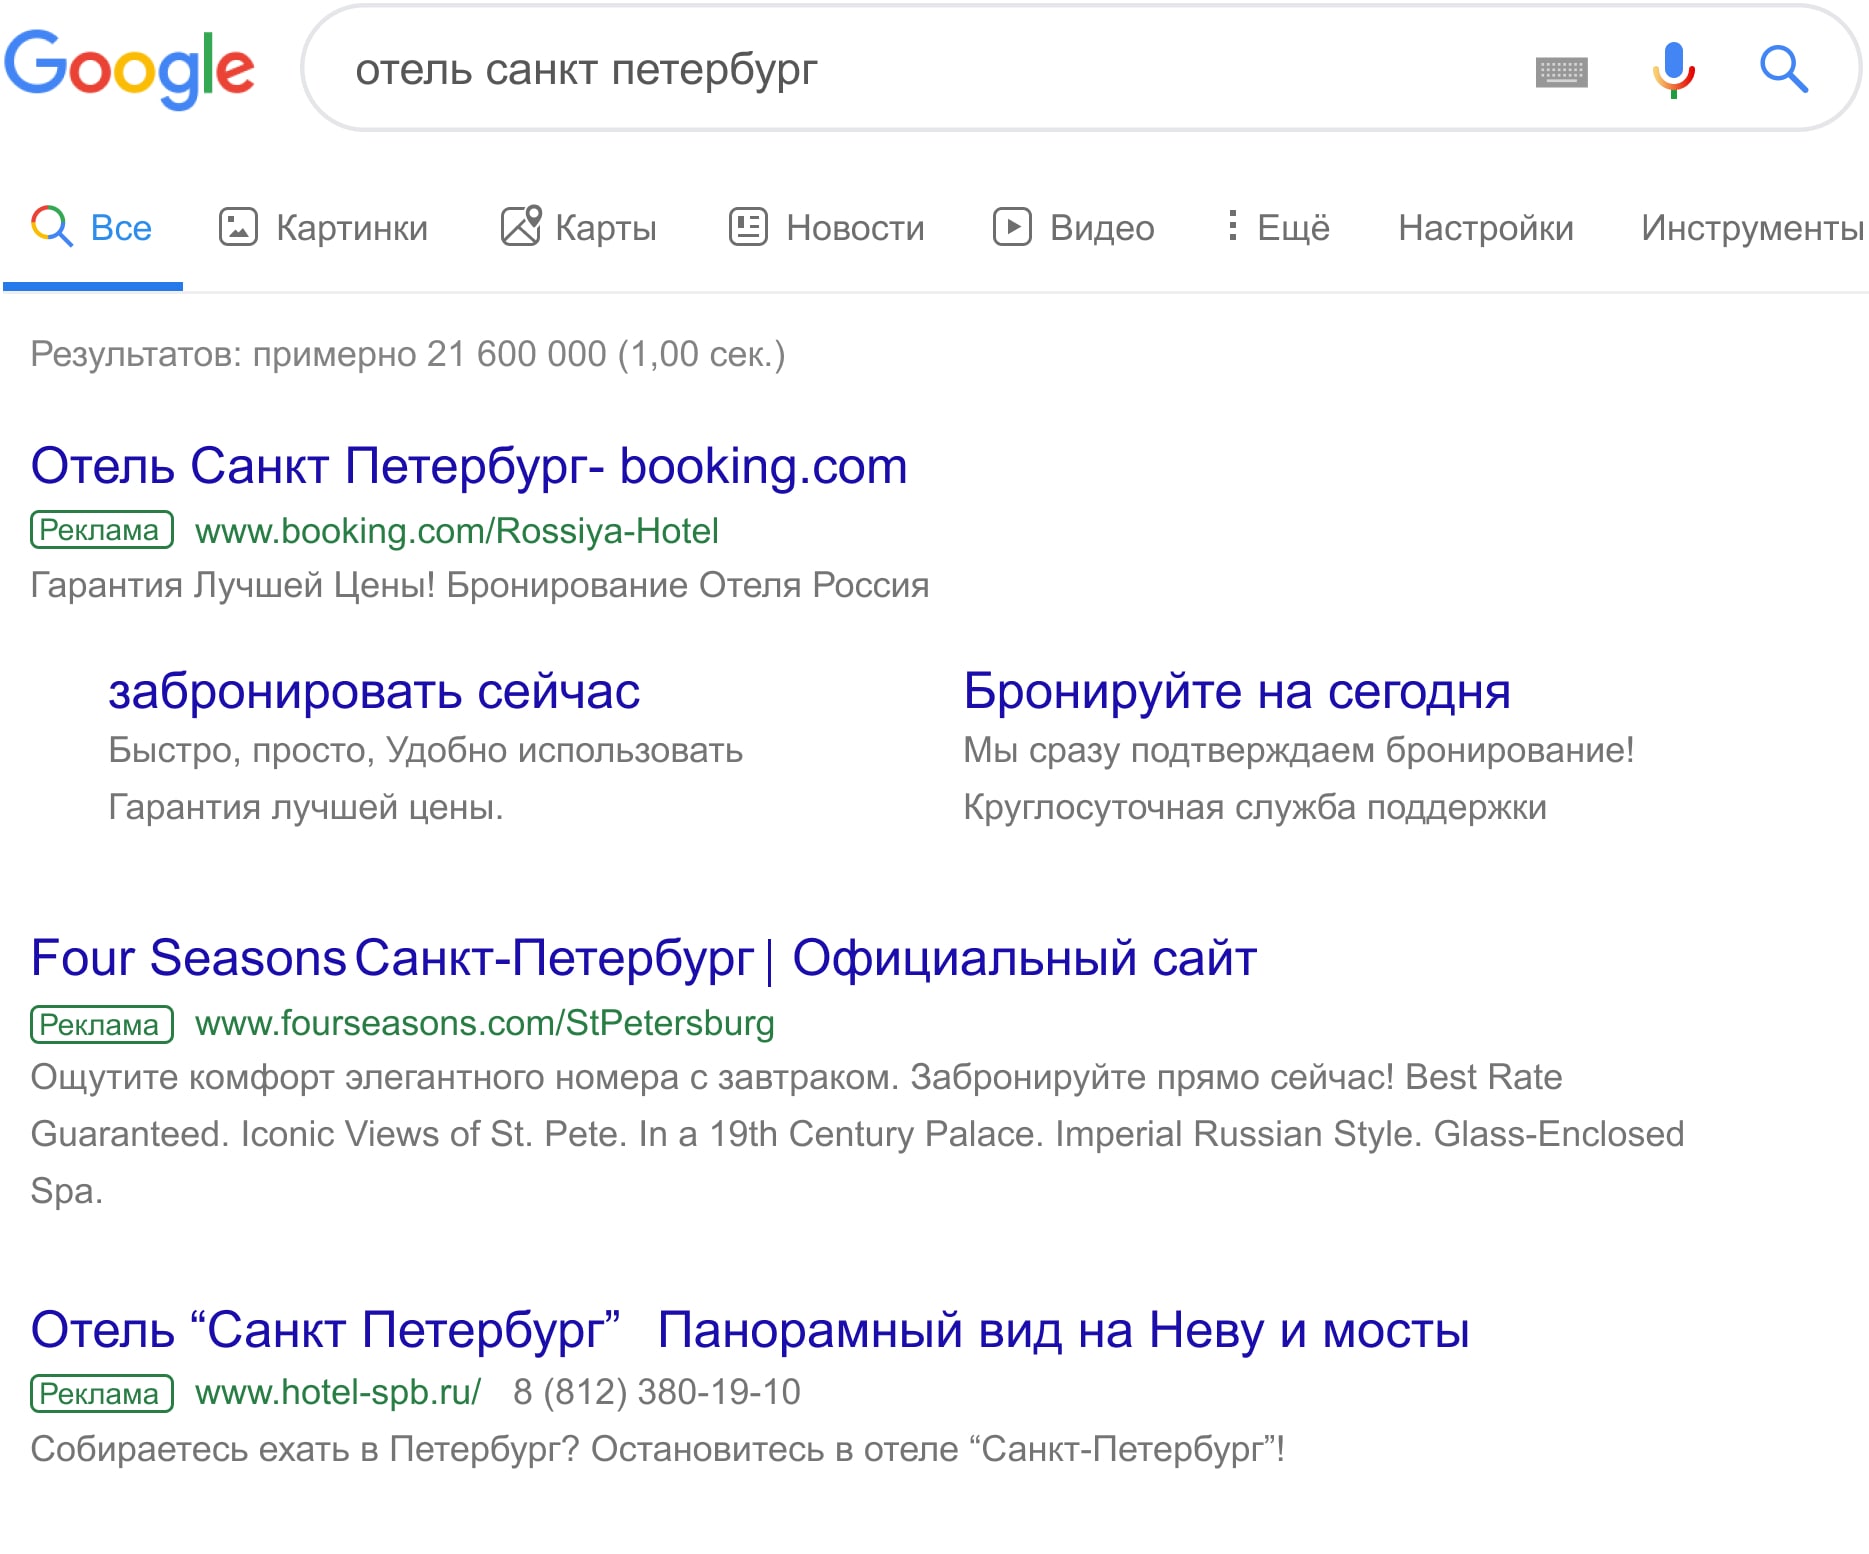 Google
отель санкт петербург
Все Картинки Карты Новости Видео Ещё Настройки Инструменты
Результатов: примерно 21 600 000 (1,00 сек.)
Отель Санкт Петербург- booking.com
Реклама www.booking.com/Rossiya-Hotel
Гарантия Лучшей Цены! Бронирование Отеля Россия
забронировать сейчас
Быстро, просто, Удобно использовать
Гарантия лучшей цены.
Бронируйте на сегодня
Мы сразу подтверждаем бронирование!
Круглосуточная служба поддержки
Four Seasons Санкт-Петербург | Официальный сайт
Реклама www.fourseasons.com/StPetersburg
Ощутите комфорт элегантного номера с завтраком. Забронируйте прямо сейчас! Best Rate
Guaranteed. Iconic Views of St. Pete. In a 19th Century Palace. Imperial Russian Style. Glass-Enclosed
Spa.
Отель “Санкт Петербург” Панорамный вид на Неву и мосты
Реклама www.hotel-spb.ru/ 8 (812) 380-19-10
Собираетесь ехать в Петербург? Остановитесь в отеле “Санкт-Петербург”!